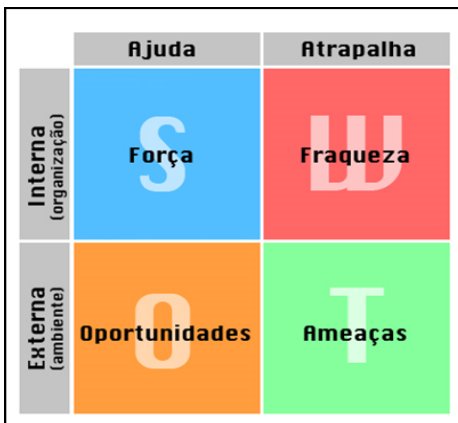 Ajuda
Atrapalha
Interna
(organização)
S
Força
W
Fraqueza
Externa
(ambiente)
O
Oportunidades
T
Ameaças